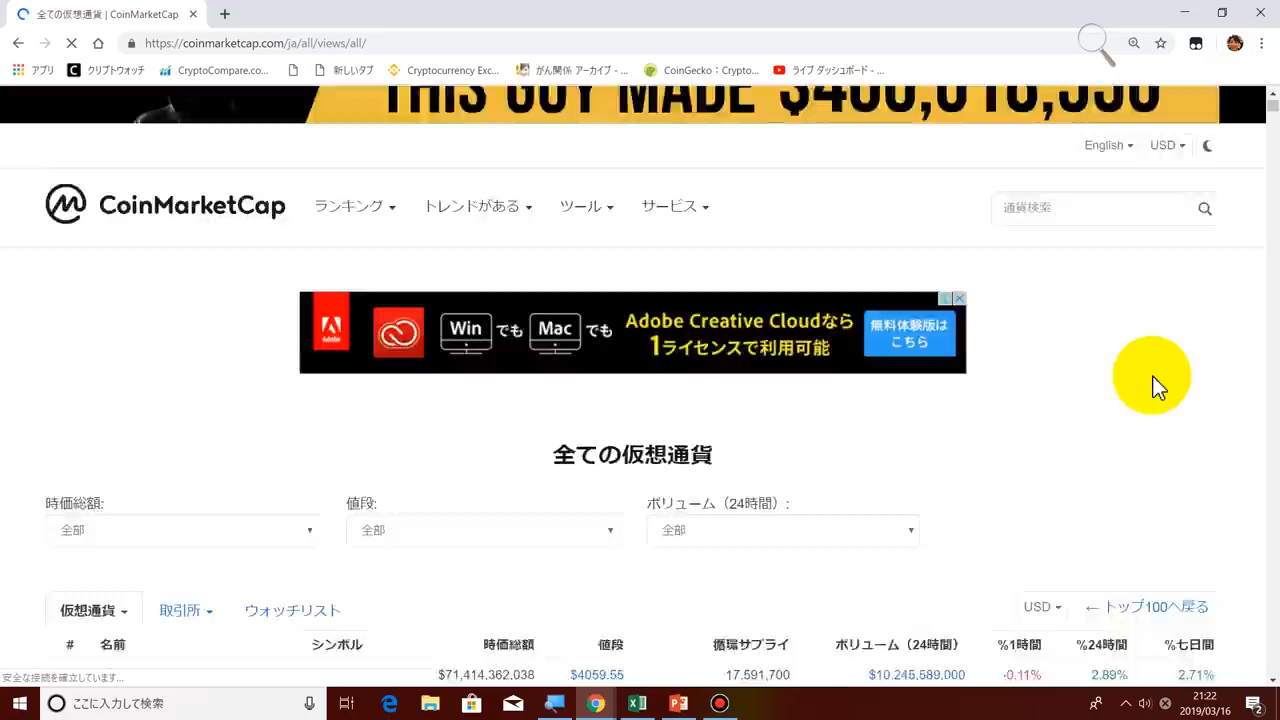 全ての仮想通貨 | CoinMarketCap
https://coinmarketcap.com/ja/all/views/all/
アプリ
クリプトウォッチ
CryptoCompare.co...
新しいタブ
Cryptocurrency Exc...
がん関係 アーカイブ - ...
CoinGecko：Crypto...
ライブ ダッシュボード - ...
THIS GUY MADE
English
USD
CoinMarketCap
ランキング
トレンドがある
ツール
サービス
通貨検索
Adobe
Win でも Mac でも
Adobe Creative Cloudなら
1ライセンスで利用可能
無料体験版は
こちら
全ての仮想通貨
時価総額:
値段:
ボリューム（24時間）:
全部
全部
全部
仮想通貨
取引所
ウォッチリスト
USD
← トップ100へ戻る
# 名前 シンボル 時価総額 値段 循環サプライ ボリューム（24時間） %1時間 %24時間 %七日間
$71,414,362,038 $4059.55 17,591,700 $10,245,589,000 -0.11% 2.89% 2.71%
安全な接続を確立しています...
ここに入力して検索
21:22
2019/03/16
2